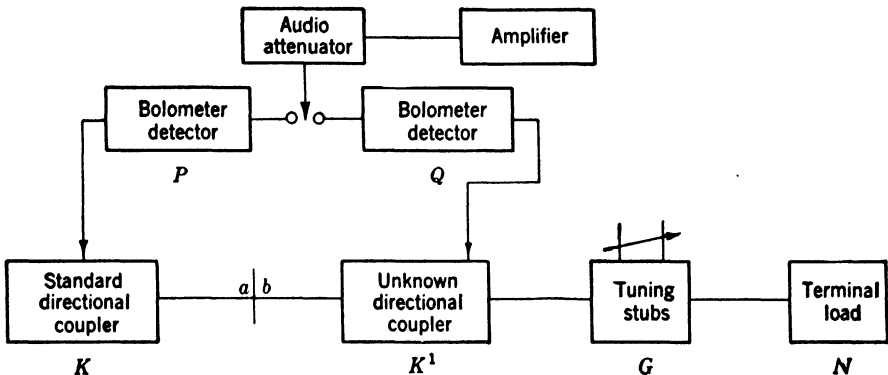 Audio
attenuator
Amplifier
Bolometer
detector
P
Bolometer
detector
Q
Standard
directional
coupler
K
a b
Unknown
directional
coupler
K¹
Tuning
stubs
G
Terminal
load
N